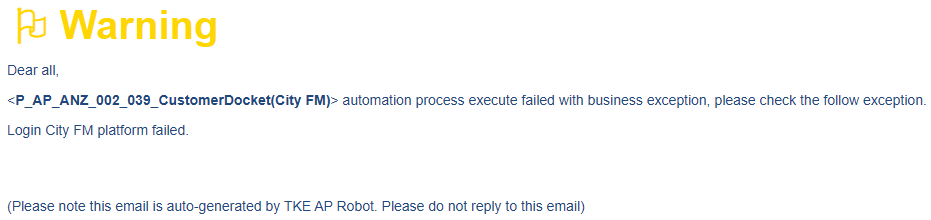 Warning
Dear all,
<P_AP_ANZ_002_039_CustomerDocket(City FM)> automation process execute failed with business exception, please check the follow exception.
Login City FM platform failed.
(Please note this email is auto-generated by TKE AP Robot. Please do not reply to this email)